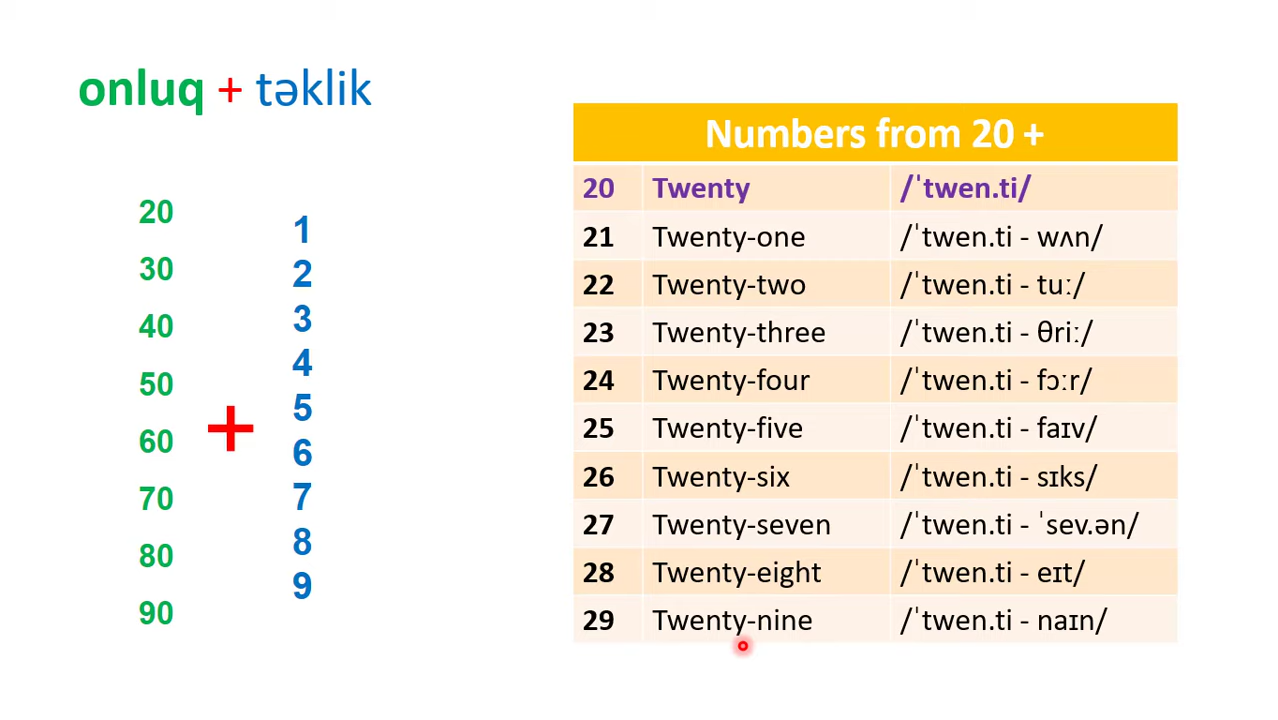 onluq + təklik
20
30
40
50
60
70
80
90
+
1
2
3
4
5
6
7
8
9
Numbers from 20 +
20 Twenty /ˈtwen.ti/
21 Twenty-one /ˈtwen.ti - wʌn/
22 Twenty-two /ˈtwen.ti - tuː/
23 Twenty-three /ˈtwen.ti - θriː/
24 Twenty-four /ˈtwen.ti - fɔːr/
25 Twenty-five /ˈtwen.ti - faɪv/
26 Twenty-six /ˈtwen.ti - sɪks/
27 Twenty-seven /ˈtwen.ti - ˈsev.ən/
28 Twenty-eight /ˈtwen.ti - eɪt/
29 Twenty-nine /ˈtwen.ti - naɪn/